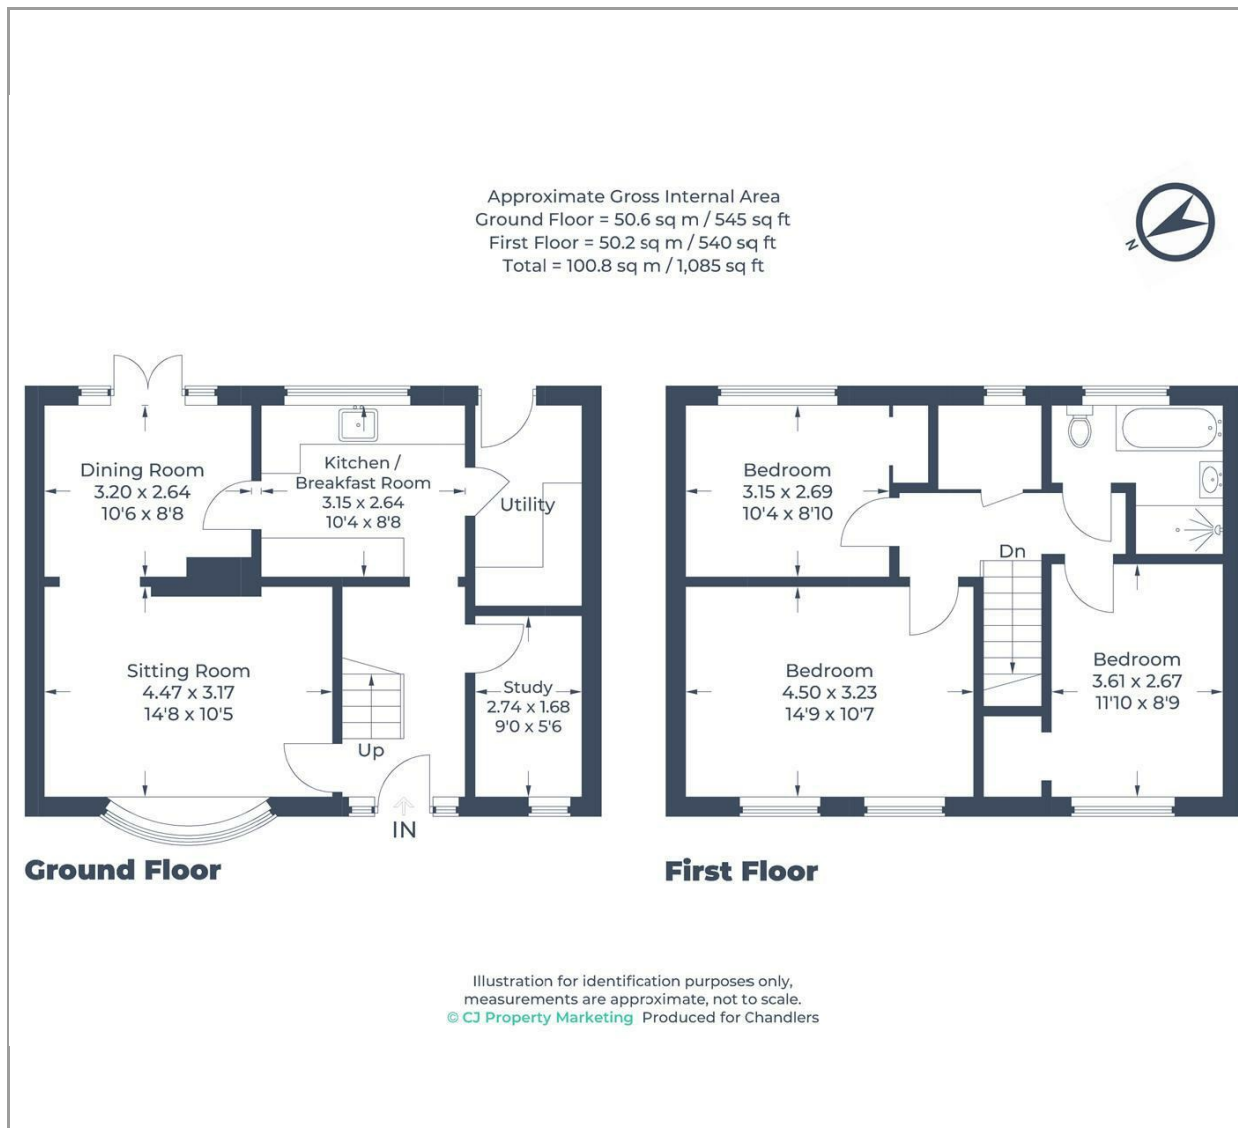 Approximate Gross Internal Area
Ground Floor = 50.6 sq m / 545 sq ft
First Floor = 50.2 sq m / 540 sq ft
Total = 100.8 sq m / 1,085 sq ft
N
Dining Room
3.20 x 2.64
10'6 x 8'8
Kitchen /
Breakfast Room
3.15 x 2.64
10'4 x 8'8
Utility
Sitting Room
4.47 x 3.17
14'8 x 10'5
Up
Study
2.74 x 1.68
9'0 x 5'6
IN
Ground Floor
Bedroom
3.15 x 2.69
10'4 x 8'10
Dn
Bedroom
4.50 x 3.23
14'9 x 10'7
Bedroom
3.61 x 2.67
11'10 x 8'9
First Floor
Illustration for identification purposes only,
measurements are approximate, not to scale.
© CJ Property Marketing Produced for Chandlers